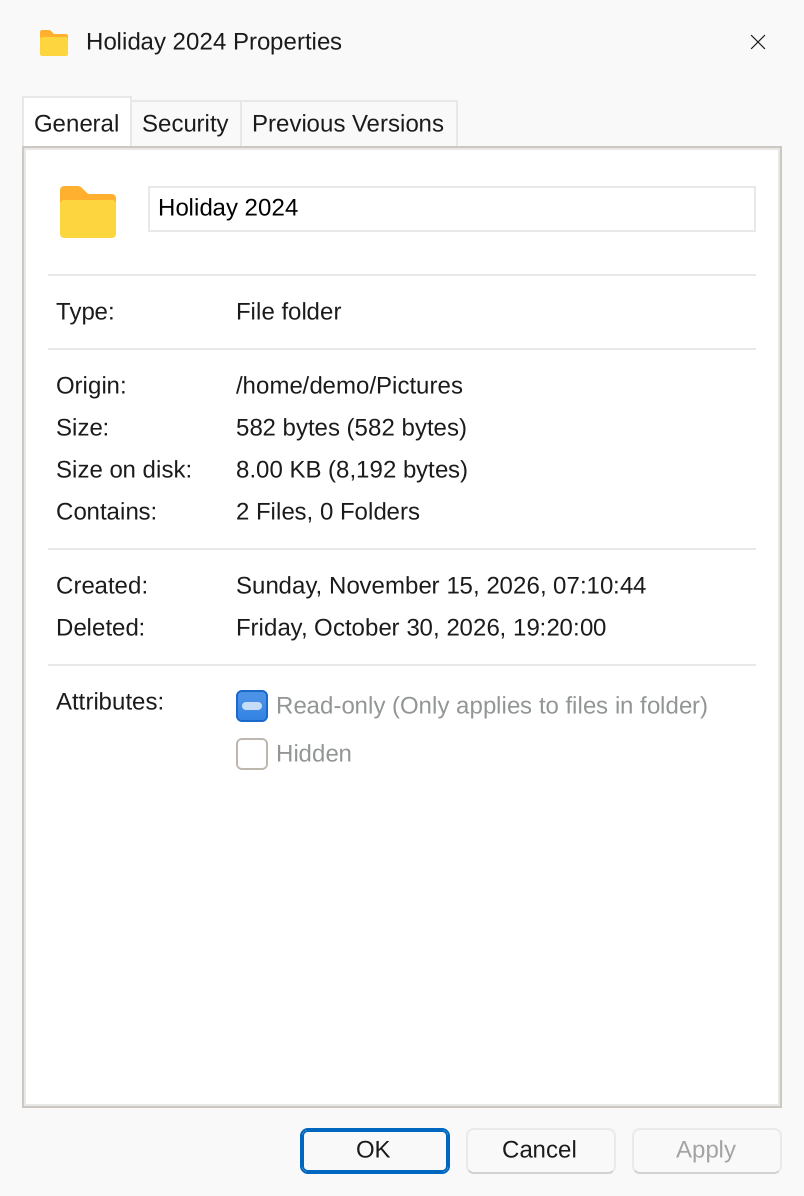 Holiday 2024 Properties
General Security Previous Versions
Holiday 2024
Type: File folder
Origin: /home/demo/Pictures
Size: 582 bytes (582 bytes)
Size on disk: 8.00 KB (8,192 bytes)
Contains: 2 Files, 0 Folders
Created: Sunday, November 15, 2026, 07:10:44
Deleted: Friday, October 30, 2026, 19:20:00
Attributes: Read-only (Only applies to files in folder)
Hidden
OK Cancel Apply